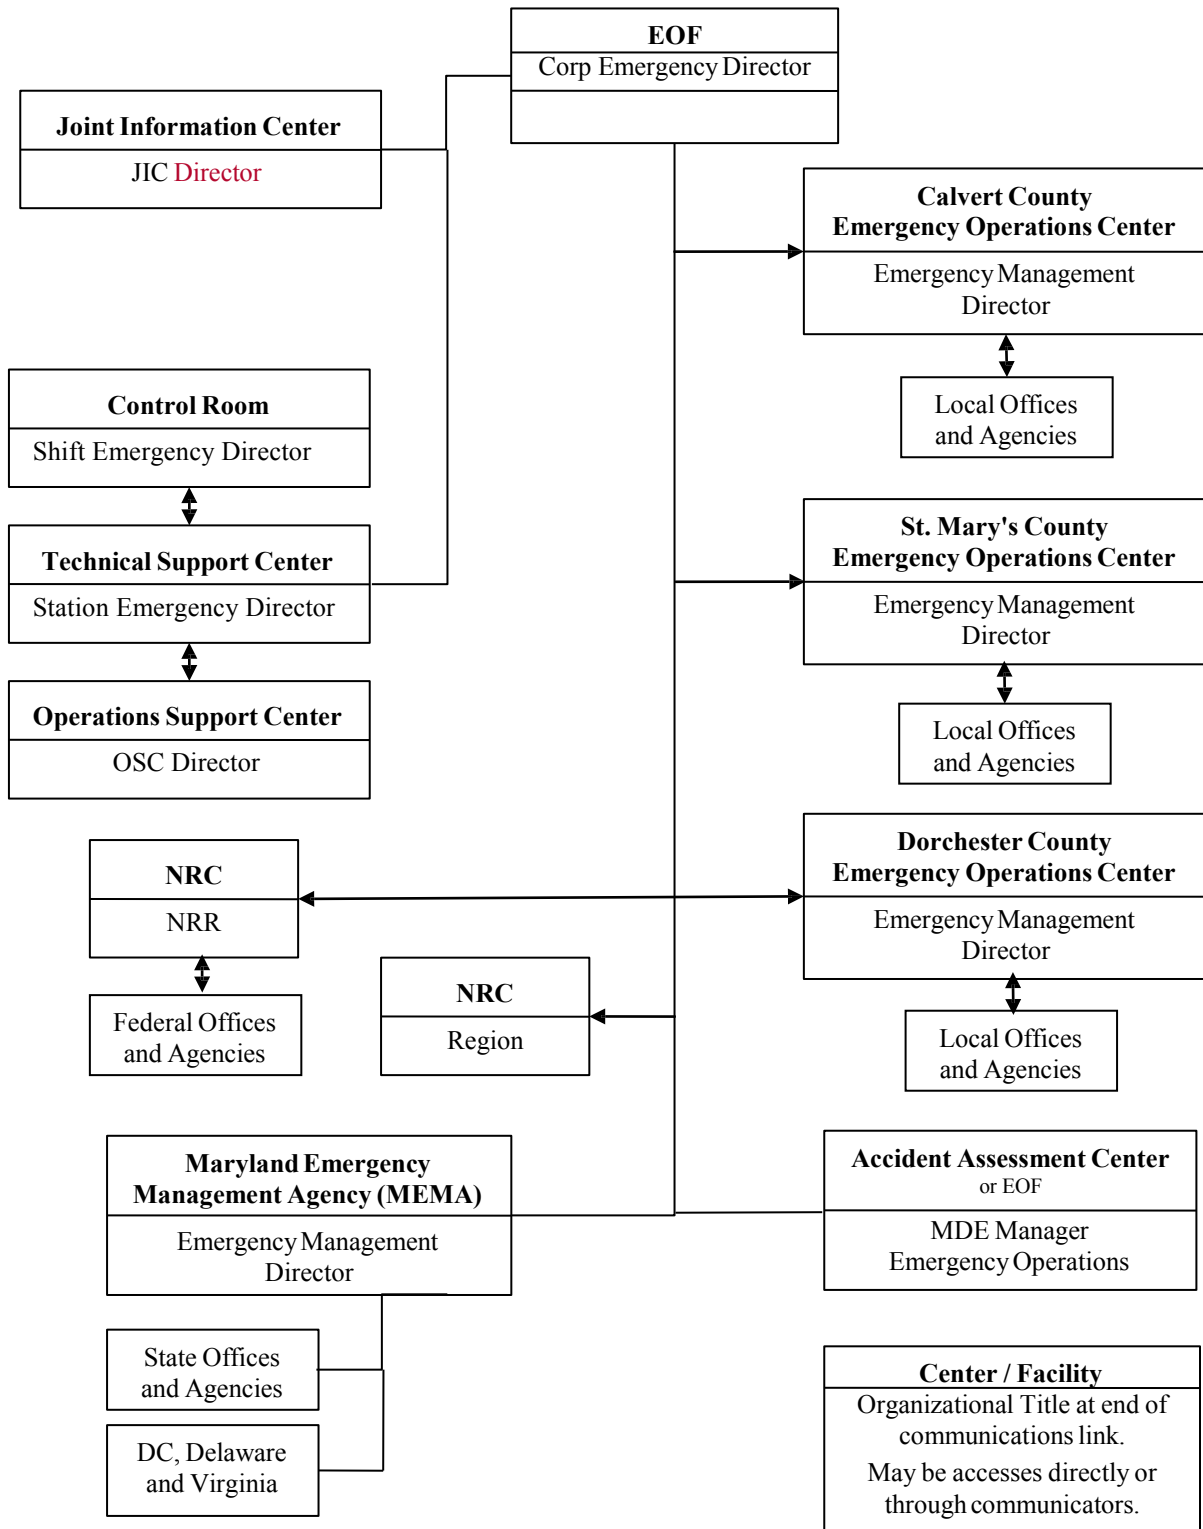 EOF
Corp Emergency Director
Joint Information Center
JIC Director
Calvert County
Emergency Operations Center
Emergency Management
Director
Local Offices
and Agencies
Control Room
Shift Emergency Director
Technical Support Center
Station Emergency Director
Operations Support Center
OSC Director
St. Mary's County
Emergency Operations Center
Emergency Management
Director
Local Offices
and Agencies
NRC
NRR
Federal Offices
and Agencies
NRC
Region
Dorchester County
Emergency Operations Center
Emergency Management
Director
Local Offices
and Agencies
Maryland Emergency
Management Agency (MEMA)
Emergency Management
Director
State Offices
and Agencies
DC, Delaware
and Virginia
Accident Assessment Center
or EOF
MDE Manager
Emergency Operations
Center / Facility
Organizational Title at end of
communications link.
May be accesses directly or
through communicators.